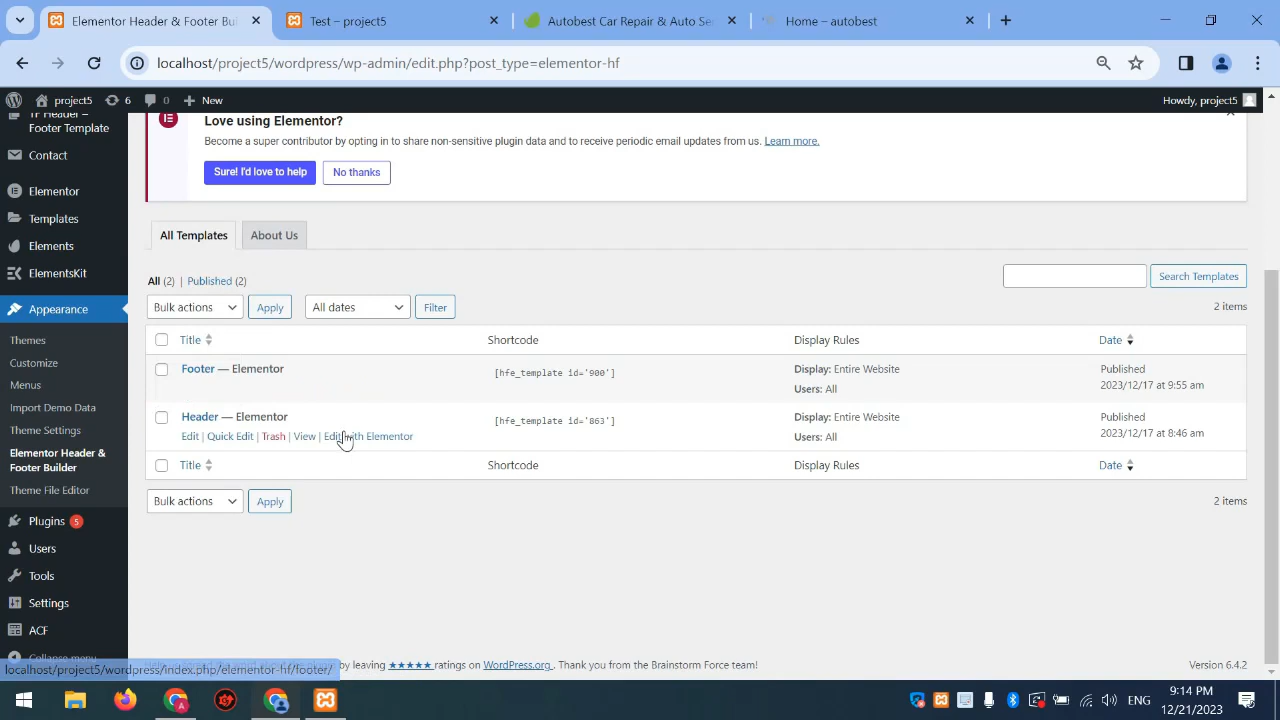 Elementor Header & Footer Bui
Test – project5
Autobest Car Repair & Auto Se
Home – autobest
localhost/project5/wordpress/wp-admin/edit.php?post_type=elementor-hf
project5
6
0
New
Howdy, project5
TF Header –
Footer Template
Contact
Elementor
Templates
Elements
ElementsKit
Appearance
Themes
Customize
Menus
Import Demo Data
Theme Settings
Elementor Header &
Footer Builder
Theme File Editor
Plugins 5
Users
Tools
Settings
ACF
Collapse menu
Love using Elementor?
Become a super contributor by opting in to share non-sensitive plugin data and to receive periodic email updates from us. Learn more.
Sure! I'd love to help
No thanks
All Templates
About Us
All (2) | Published (2)
Search Templates
Bulk actions
Apply
All dates
Filter
2 items
Title
Shortcode
Display Rules
Date
Footer — Elementor
[hfe_template id='900']
Display: Entire Website
Users: All
Published
2023/12/17 at 9:55 am
Header — Elementor
Edit | Quick Edit | Trash | View | Edit with Elementor
[hfe_template id='863']
Display: Entire Website
Users: All
Published
2023/12/17 at 8:46 am
Title
Shortcode
Display Rules
Date
Bulk actions
Apply
2 items
by leaving ★★★★★ ratings on WordPress.org . Thank you from the Brainstorm Force team!
Version 6.4.2
localhost/project5/wordpress/index.php/elementor-hf/footer/
ENG
9:14 PM
12/21/2023